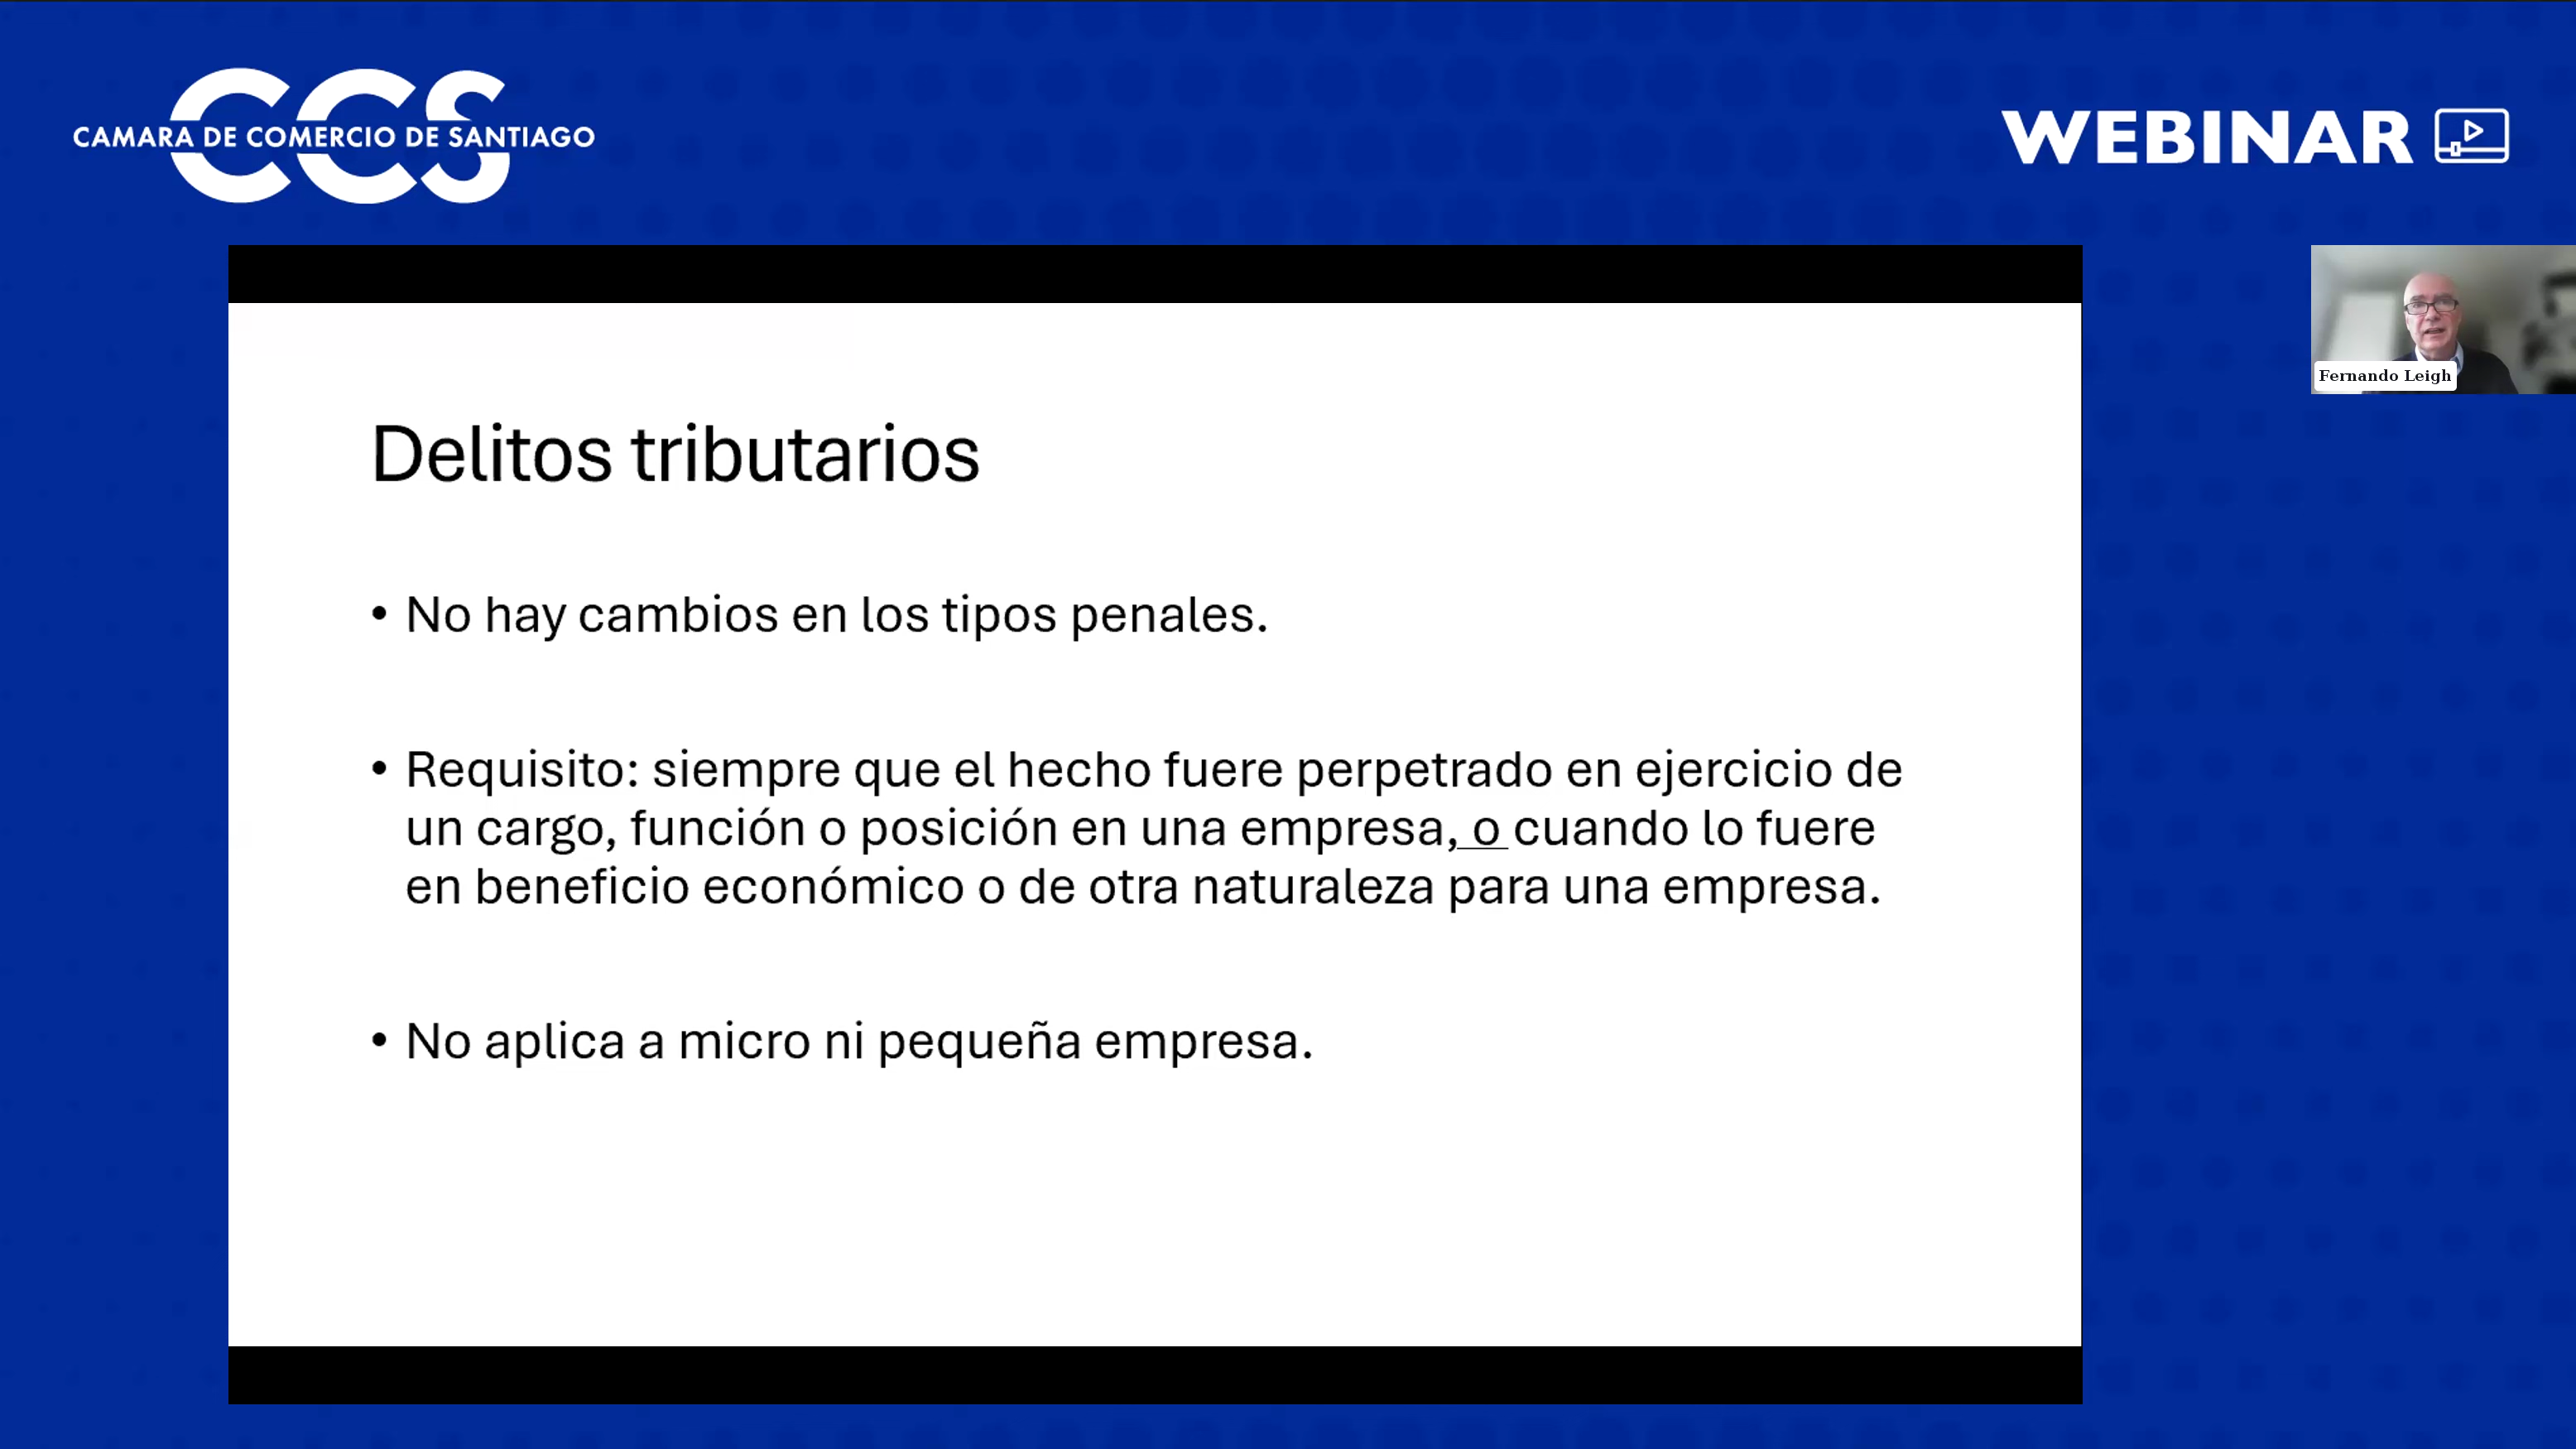 CCS
CAMARA DE COMERCIO DE SANTIAGO
WEBINAR
Fernando Leigh
Delitos tributarios
• No hay cambios en los tipos penales.
• Requisito: siempre que el hecho fuere perpetrado en ejercicio de
un cargo, función o posición en una empresa, o cuando lo fuere
en beneficio económico o de otra naturaleza para una empresa.
• No aplica a micro ni pequeña empresa.